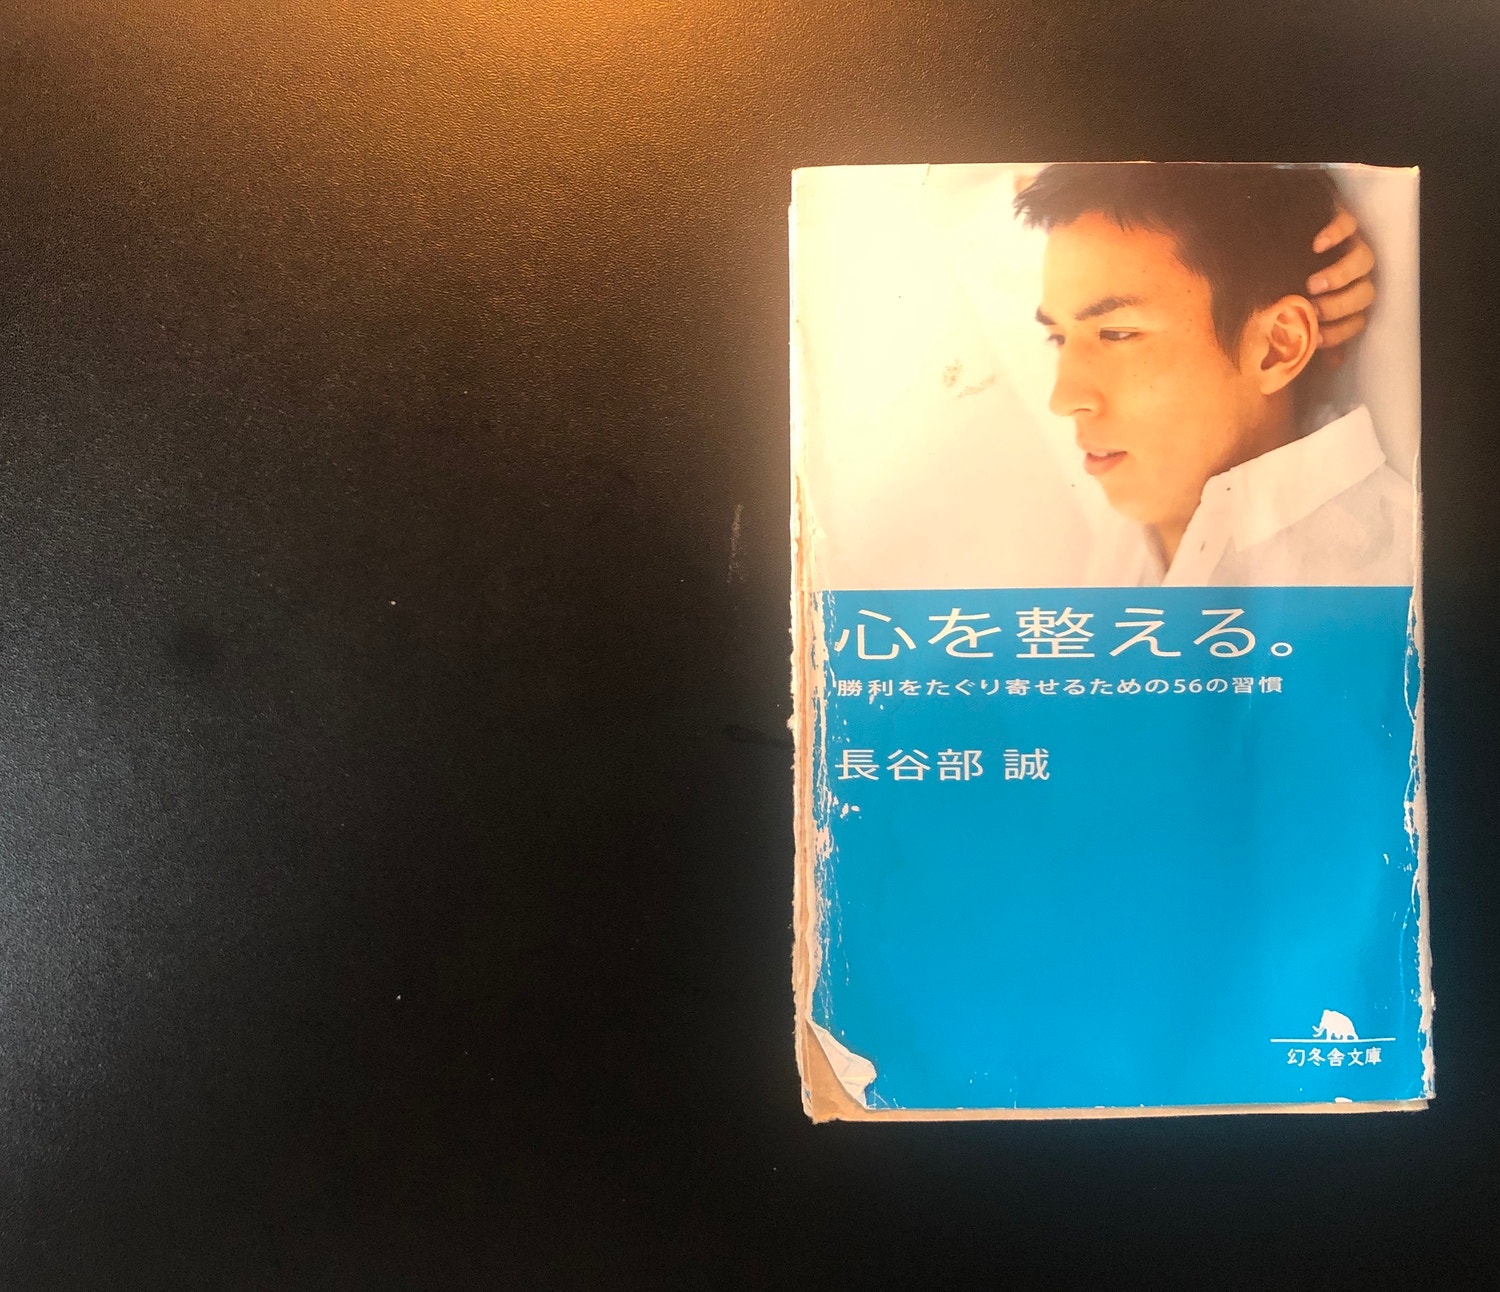 心を整える。
勝利をたぐり寄せるための56の習慣
長谷部 誠
幻冬舎文庫